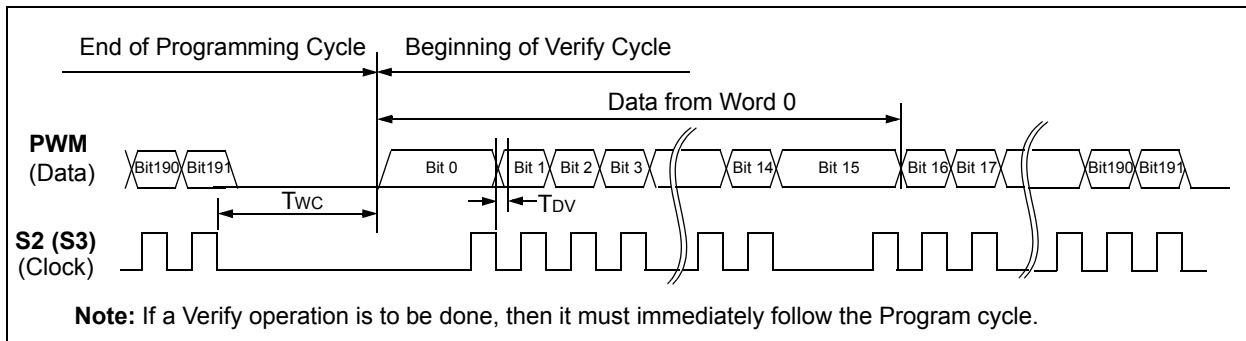 End of Programming Cycle Beginning of Verify Cycle
Data from Word 0
PWM
(Data)
Bit190 Bit191 Bit 0 Bit 1 Bit 2 Bit 3 Bit 14 Bit 15 Bit 16 Bit 17 Bit190 Bit191
TWC TDV
S2 (S3)
(Clock)
Note: If a Verify operation is to be done, then it must immediately follow the Program cycle.